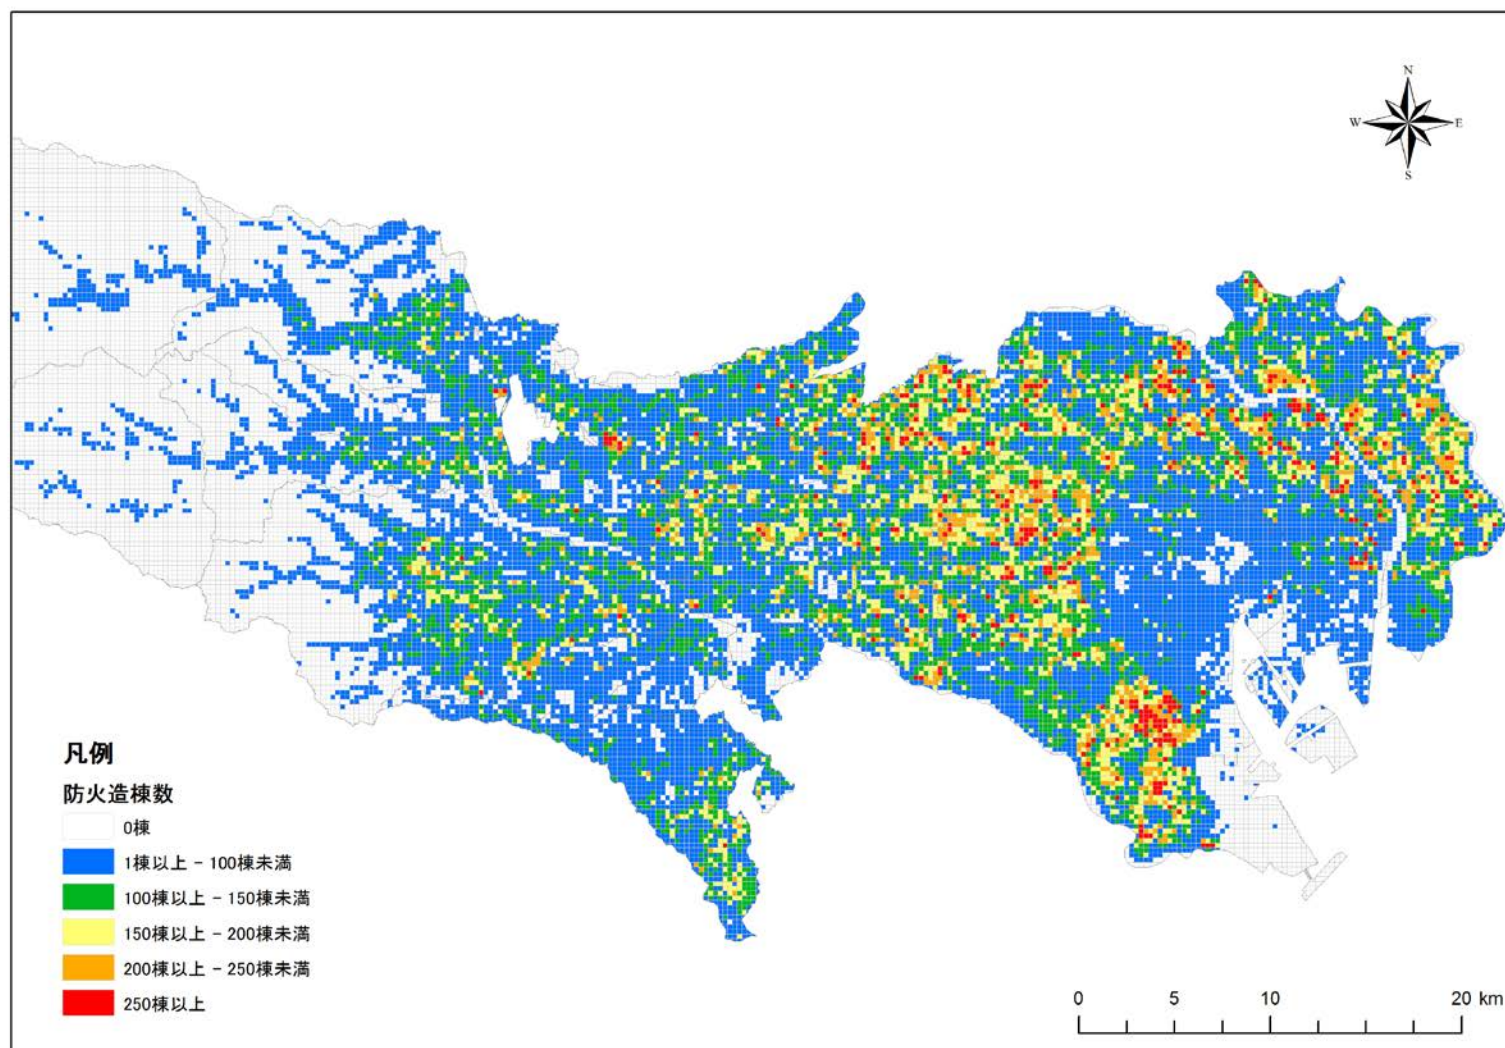 N
W
E
S
凡例
防火造棟数
0棟
1棟以上 - 100棟未満
100棟以上 - 150棟未満
150棟以上 - 200棟未満
200棟以上 - 250棟未満
250棟以上
0 5 10 20 km